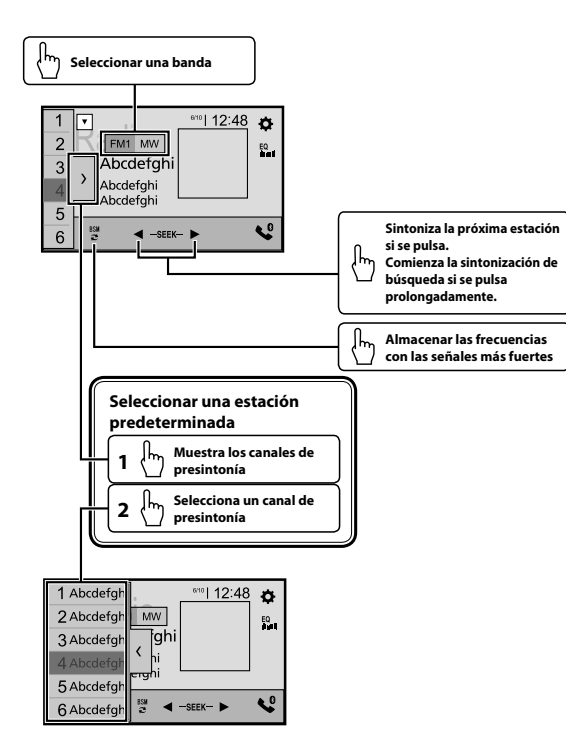 Seleccionar una banda
1
2
3
4
5
6
6/10 12:48
FM1 MW
EQ
Abcdefghi
Abcdefghi
Abcdefghi
BSM
SEEK
Sintoniza la próxima estación
si se pulsa.
Comienza la sintonización de
búsqueda si se pulsa
prolongadamente.
Almacenar las frecuencias
con las señales más fuertes
Seleccionar una estación
predeterminada
1 Muestra los canales de
presintonía
2 Selecciona un canal de
presintonía
1 Abcdefgh
2 Abcdefgh
3 Abcdefgh
4 Abcdefgh
5 Abcdefgh
6 Abcdefgh
6/10 12:48
MW
EQ
fghi
hi
efghi
BSM
SEEK